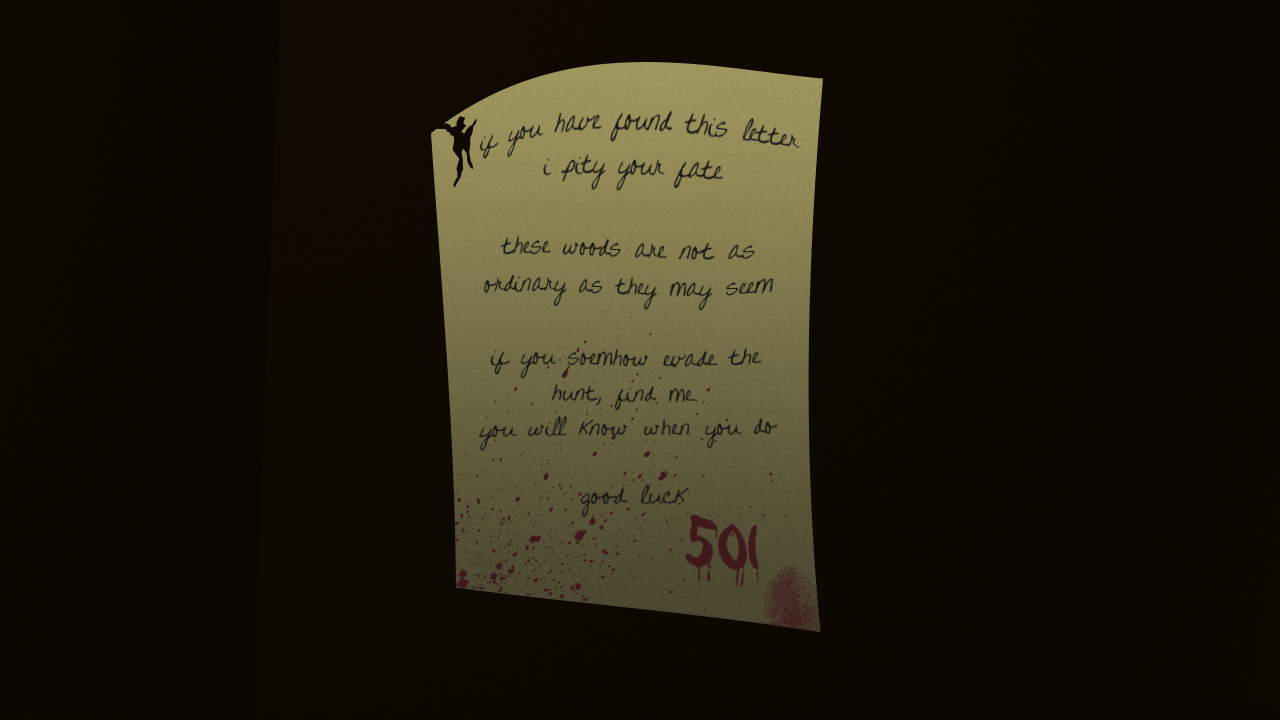 if you have found this letter
i pity your fate
these woods are not as
ordinary as they may seem
if you soemhow evade the
hunt, find me.
you will know when you do
good luck
501